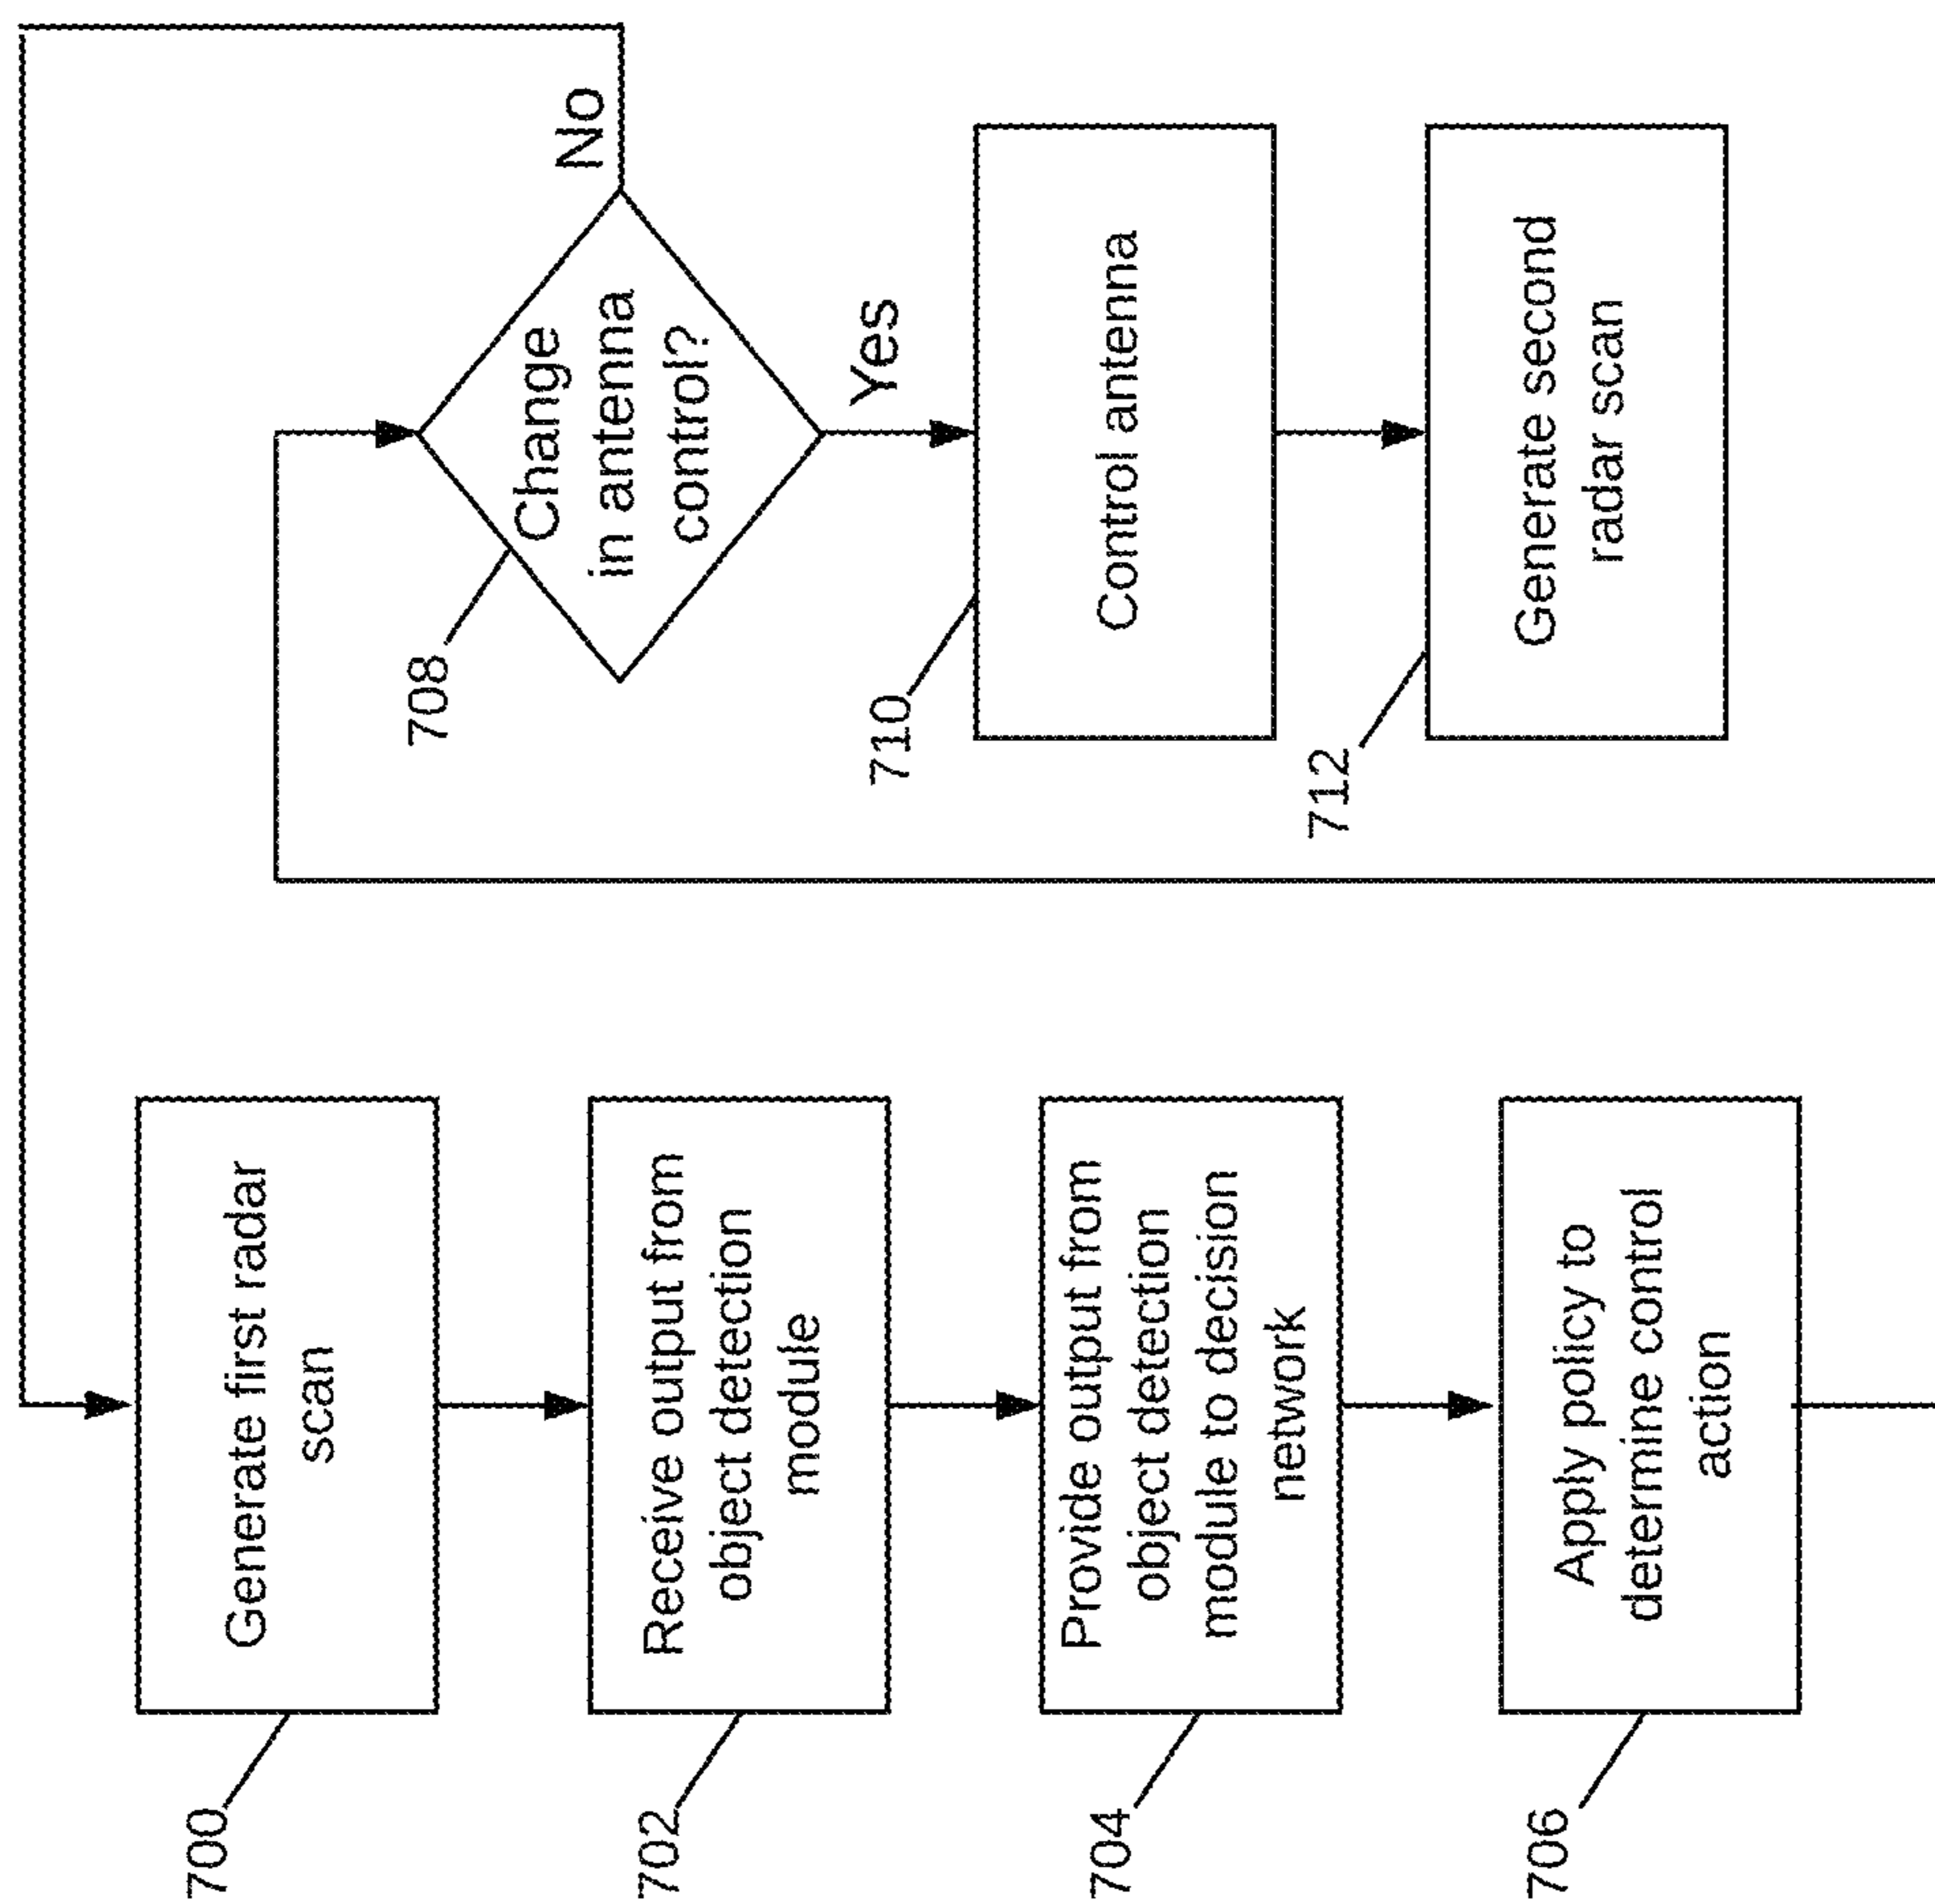 700
Generate first radar
scan
702
Receive output from
object detection
module
704
Provide output from
object detection
module to decision
network
706
Apply policy to
determine control
action
708
Change
in antenna
control?
No
Yes
710
Control antenna
712
Generate second
radar scan